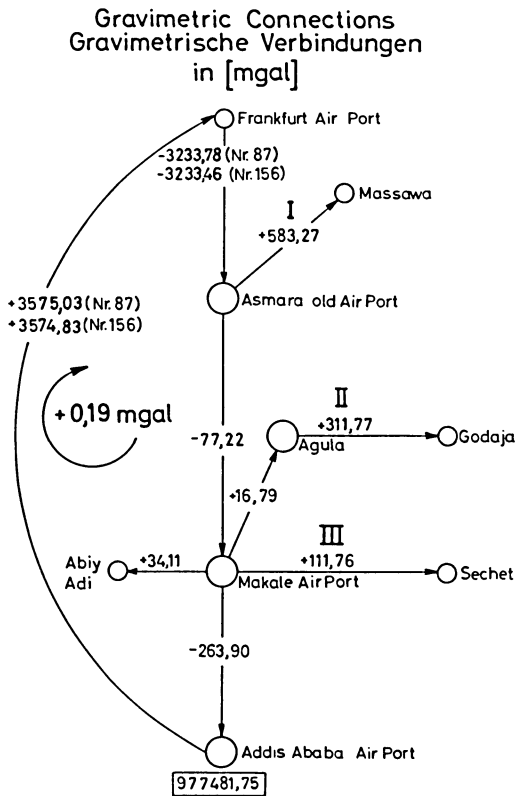 Gravimetric Connections
Gravimetrische Verbindungen
in [mgal]
Frankfurt Air Port
-3233,78 (Nr. 87)
-3233,46 (Nr.156)
Massawa
I
+583,27
Asmara old Air Port
+3575,03 (Nr. 87)
+3574,83 (Nr.156)
+ 0,19 mgal
II
+311,77
-77,22
Agula
Godaja
+16,79
III
Abiy
Adi
+34,11
+111,76
Makale Air Port
Sechet
-263,90
Addis Ababa Air Port
977481,75